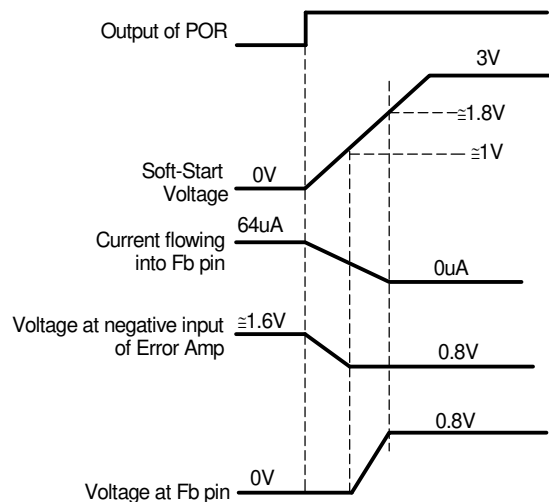 Output of POR
3V
≅1.8V
≅1V
0V
Soft-Start
Voltage
64uA
Current flowing
into Fb pin
0uA
≅1.6V
Voltage at negative input
of Error Amp
0.8V
0.8V
0V
Voltage at Fb pin